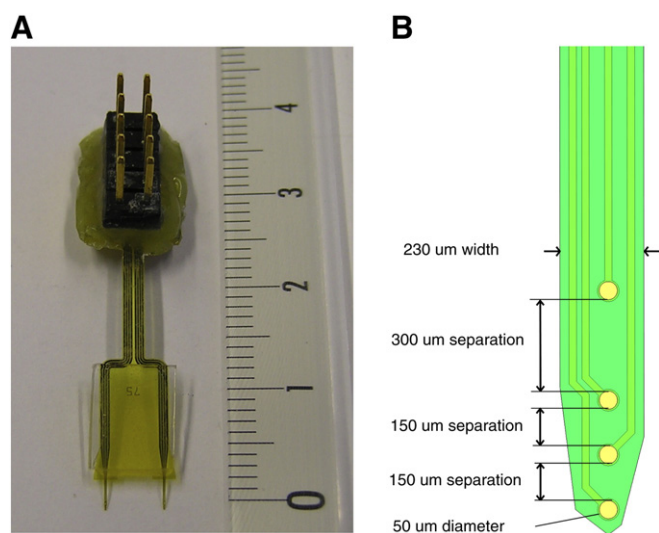 A
B
4
3
2
1
0
75
230 um width
300 um separation
150 um separation
150 um separation
50 um diameter